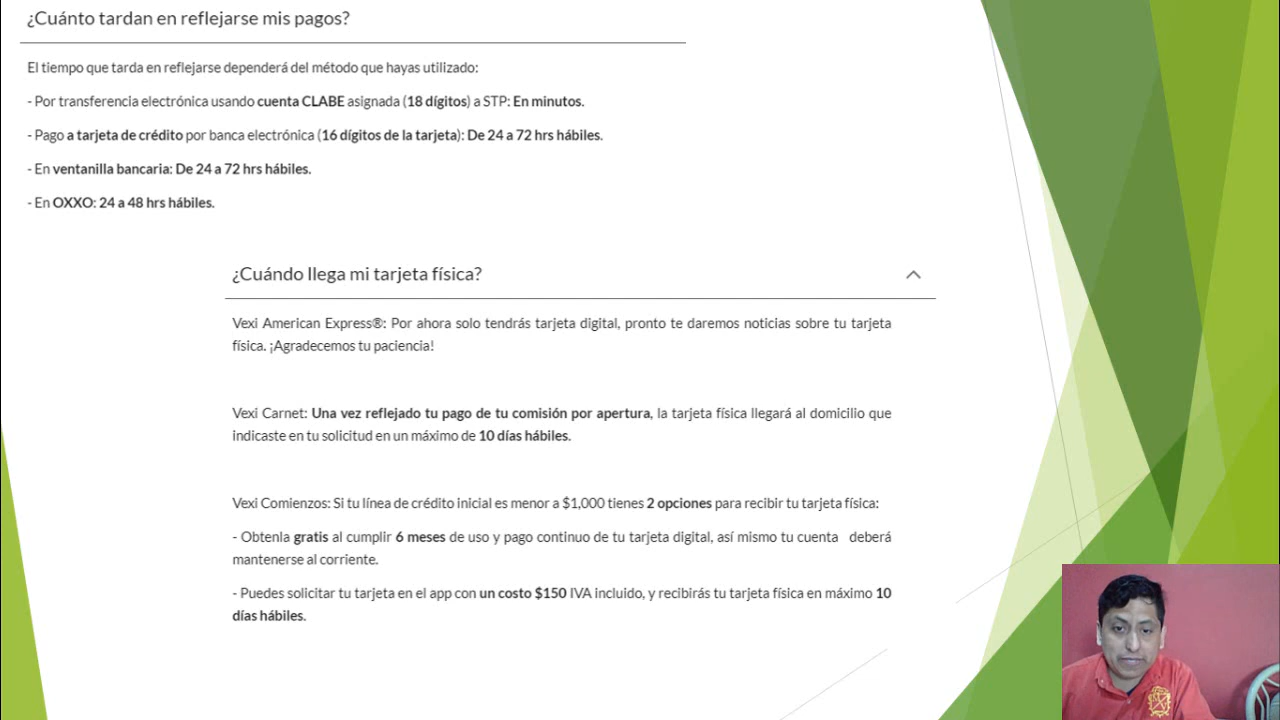 ¿Cuánto tardan en reflejarse mis pagos?
El tiempo que tarda en reflejarse dependerá del método que hayas utilizado:
- Por transferencia electrónica usando cuenta CLABE asignada (18 dígitos) a STP: En minutos.
- Pago a tarjeta de crédito por banca electrónica (16 dígitos de la tarjeta): De 24 a 72 hrs hábiles.
- En ventanilla bancaria: De 24 a 72 hrs hábiles.
- En OXXO: 24 a 48 hrs hábiles.
¿Cuándo llega mi tarjeta física?
Vexi American Express®: Por ahora solo tendrás tarjeta digital, pronto te daremos noticias sobre tu tarjeta
física. ¡Agradecemos tu paciencia!
Vexi Carnet: Una vez reflejado tu pago de tu comisión por apertura, la tarjeta física llegará al domicilio que
indicaste en tu solicitud en un máximo de 10 días hábiles.
Vexi Comienzos: Si tu línea de crédito inicial es menor a $1,000 tienes 2 opciones para recibir tu tarjeta física:
- Obtenla gratis al cumplir 6 meses de uso y pago continuo de tu tarjeta digital, así mismo tu cuenta deberá
mantenerse al corriente.
- Puedes solicitar tu tarjeta en el app con un costo $150 IVA incluido, y recibirás tu tarjeta física en máximo 10
días hábiles.